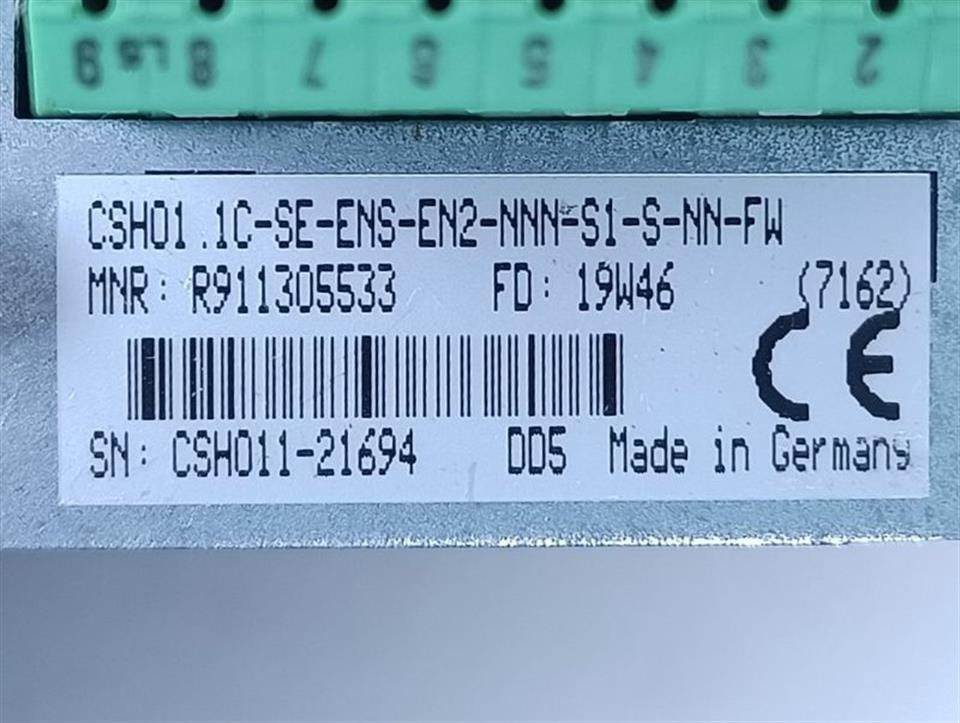 9 L9 8 7 6 5 4 3 2
CSH01.1C-SE-ENS-EN2-NNN-S1-S-NN-FW
MNR: R911305533 FD: 19W46 (7162)
CE
SN: CSH011-21694 DD5 Made in Germany